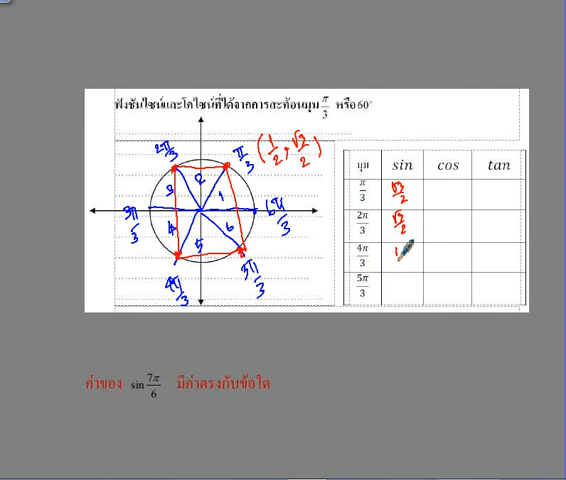 ฟังชันไซน์และโคไซน์ที่ได้จากการสะท้อนมุม π/3 หรือ 60°
2π/3 π/3 (1/2, √3/2)
3 2 1
3π/3 6π/3
4 5 6
4π/3 5π/3
มุม sin cos tan
π/3 √3/2
2π/3 √3/2
4π/3
5π/3
ค่าของ sin 7π/6 มีค่าตรงกับข้อใด